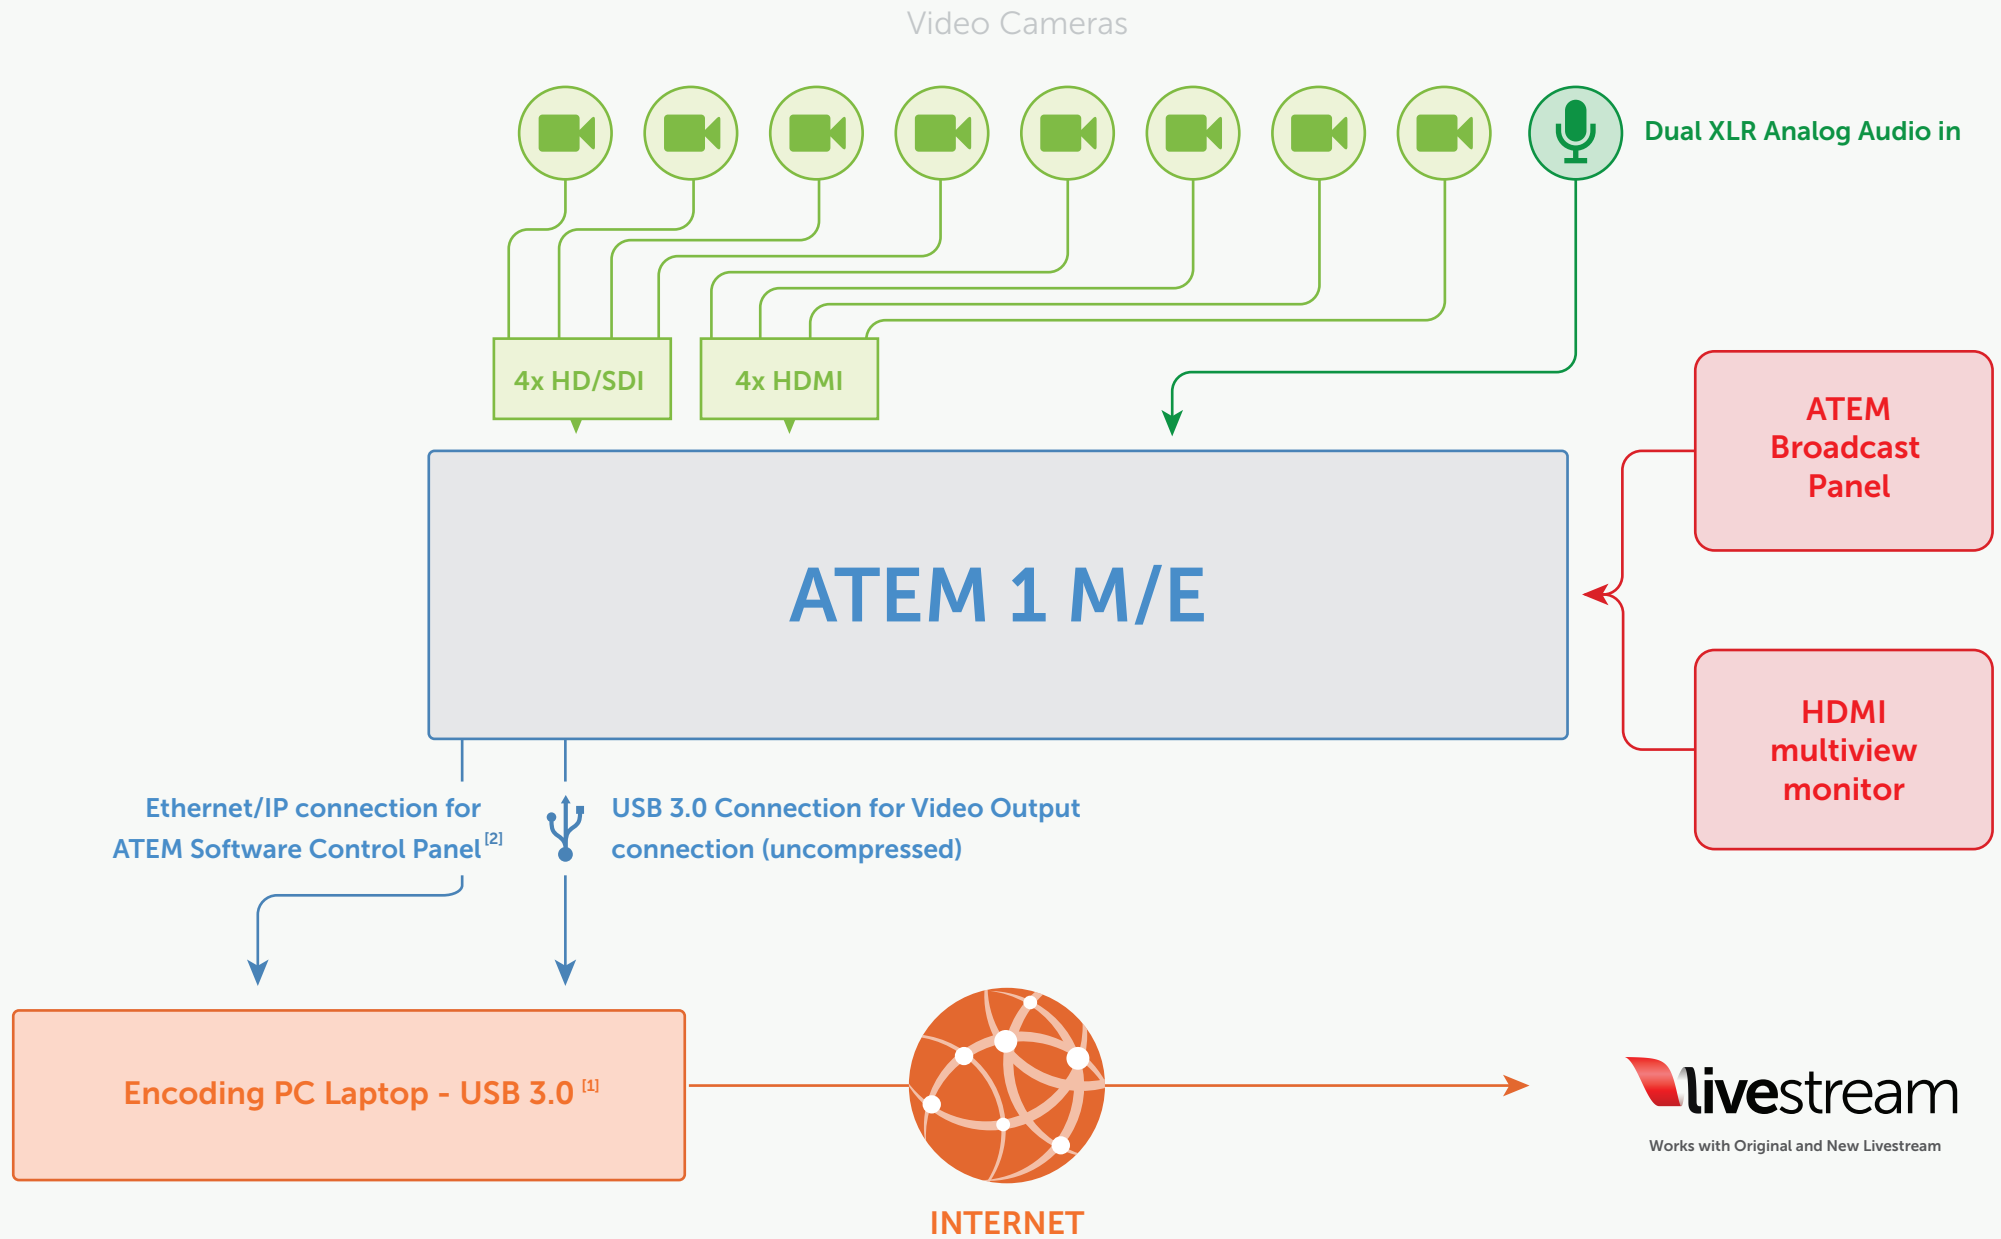 Video Cameras
Dual XLR Analog Audio in
4x HD/SDI
4x HDMI
ATEM
Broadcast
Panel
ATEM 1 M/E
HDMI
multiview
monitor
Ethernet/IP connection for
ATEM Software Control Panel [2]
USB 3.0 Connection for Video Output
connection (uncompressed)
Encoding PC Laptop - USB 3.0 [1]
INTERNET
livestream
Works with Original and New Livestream